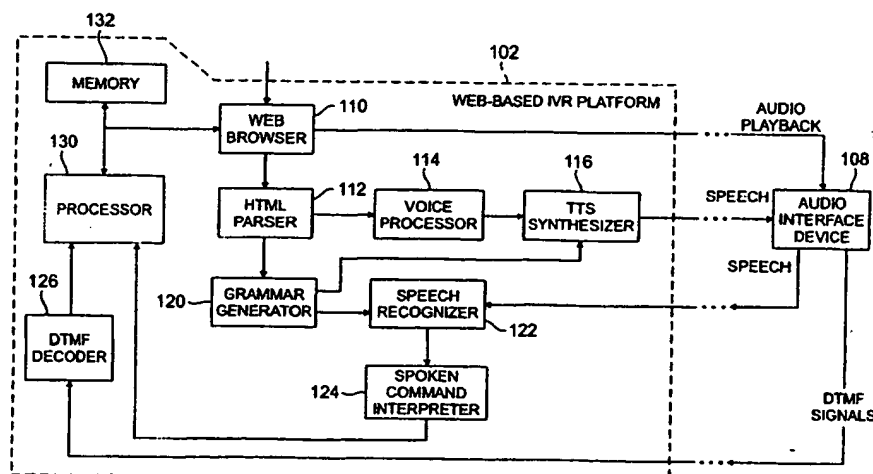 132
MEMORY
102
WEB-BASED IVR PLATFORM
110
WEB
BROWSER
AUDIO
PLAYBACK
130
PROCESSOR
112
HTML
PARSER
114
VOICE
PROCESSOR
116
TTS
SYNTHESIZER
SPEECH
108
AUDIO
INTERFACE
DEVICE
SPEECH
126
DTMF
DECODER
120
GRAMMAR
GENERATOR
SPEECH
RECOGNIZER
122
124
SPOKEN
COMMAND
INTERPRETER
DTMF
SIGNALS